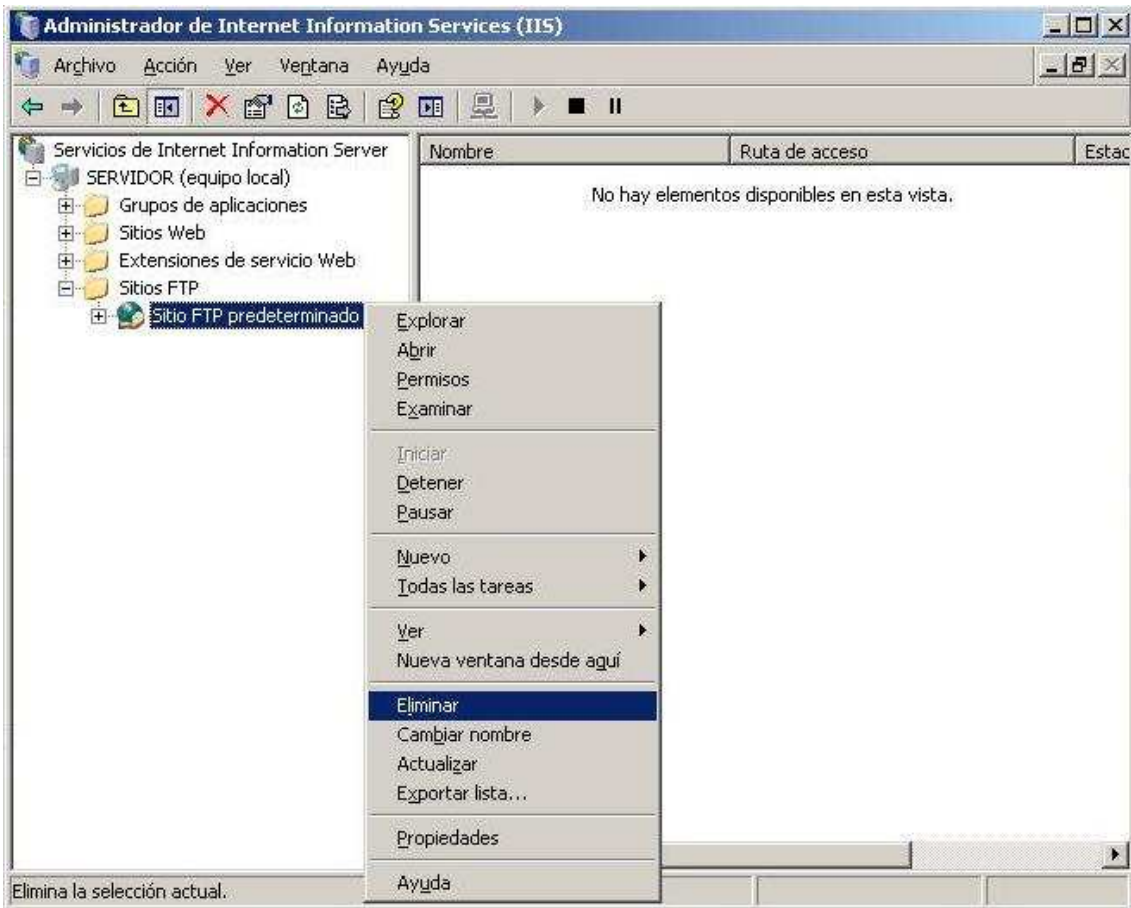 Administrador de Internet Information Services (IIS)
Archivo Acción Ver Ventana Ayuda
Servicios de Internet Information Server
SERVIDOR (equipo local)
Grupos de aplicaciones
Sitios Web
Extensiones de servicio Web
Sitios FTP
Sitio FTP predeterminado
Nombre Ruta de acceso Estac
No hay elementos disponibles en esta vista.
Explorar
Abrir
Permisos
Examinar
Iniciar
Detener
Pausar
Nuevo
Todas las tareas
Ver
Nueva ventana desde aquí
Eliminar
Cambiar nombre
Actualizar
Exportar lista...
Propiedades
Ayuda
Elimina la selección actual.